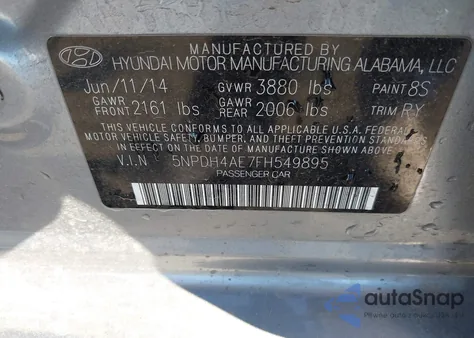 MANUFACTURED BY
HYUNDAI MOTOR MANUFACTURING ALABAMA, LLC
Jun/11/14 GVWR 3880 lbs PAINT 8S
GAWR FRONT 2161 lbs GAWR REAR 2006 lbs TRIM RY
THIS VEHICLE CONFORMS TO ALL APPLICABLE U.S.A FEDERAL
MOTOR VEHICLE SAFETY, BUMPER, AND THEFT PREVENTION STANDARDS
IN EFFECT ON THE DATE OF MANUFACTURE SHOWN ABOVE.
V.I.N 5NPDH4AE7FH549895
PASSENGER CAR
autoSnap